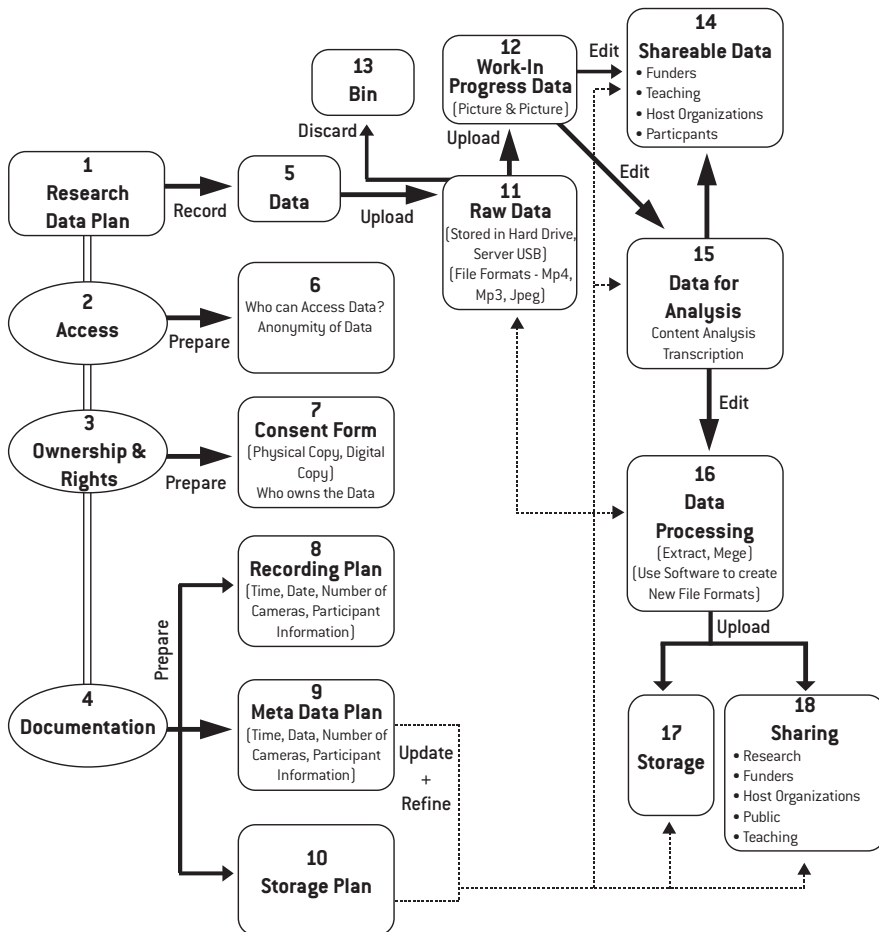 1
Research
Data Plan
Record
5
Data
Upload
13
Bin
Discard
12
Work-In
Progress Data
(Picture & Picture)
Upload
11
Raw Data
(Stored in Hard Drive,
Server USB)
(File Formats - Mp4,
Mp3, Jpeg)
Edit
14
Shareable Data
• Funders
• Teaching
• Host Organizations
• Particpants
Edit
15
Data for
Analysis
Content Analysis
Transcription
Edit
2
Access
Prepare
6
Who can Access Data?
Anonymity of Data
3
Ownership &
Rights
Prepare
7
Consent Form
(Physical Copy, Digital
Copy)
Who owns the Data
16
Data
Processing
(Extract, Mege)
(Use Software to create
New File Formats)
Upload
4
Documentation
Prepare
8
Recording Plan
(Time, Date, Number of
Cameras, Participant
Information)
9
Meta Data Plan
(Time, Data, Number of
Cameras, Participant
Information)
Update
+
Refine
10
Storage Plan
17
Storage
18
Sharing
• Research
• Funders
• Host Organizations
• Public
• Teaching